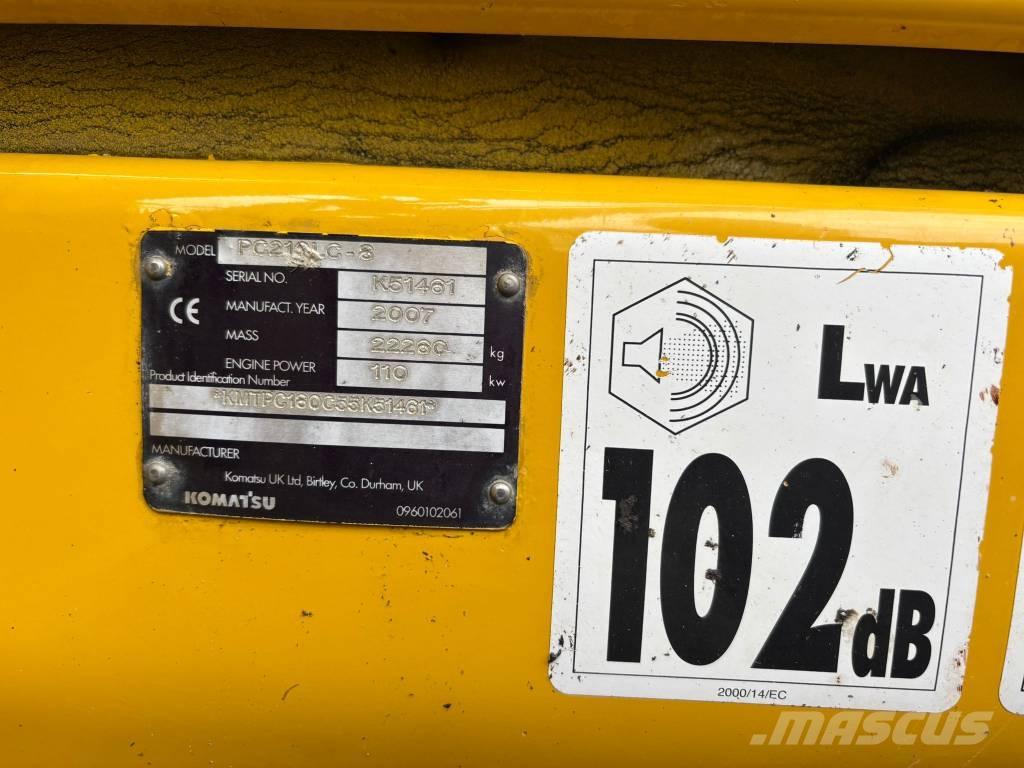 MODEL PC210LC-8
SERIAL NO. K51461
CE
MANUFACT. YEAR 2007
MASS 22260 kg
ENGINE POWER 110 kw
Product Identification Number
*KMTPC180C55K51461*
MANUFACTURER
Komatsu UK Ltd, Birtley, Co. Durham, UK
KOMATSU
0960102061
LWA
102dB
2000/14/EC
MASCUS